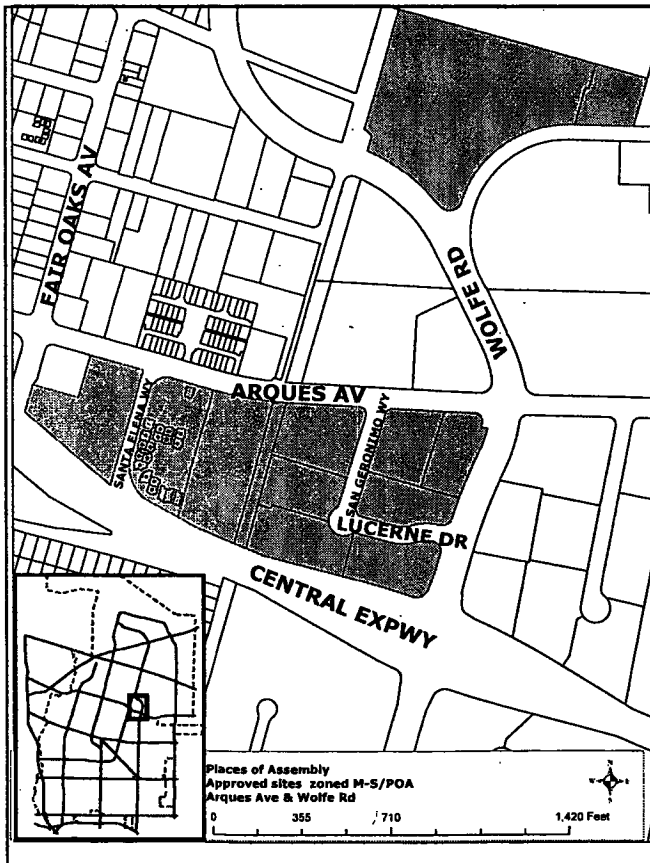 FAIR OAKS AV
WOLFE RD
ARQUES AV
SANTA ELENA WY
SAN GERONIMO WY
LUCERNE DR
CENTRAL EXPWY
Places of Assembly
Approved sites zoned M-S/POA
Arques Ave & Wolfe Rd
0 355 710 1,420 Feet